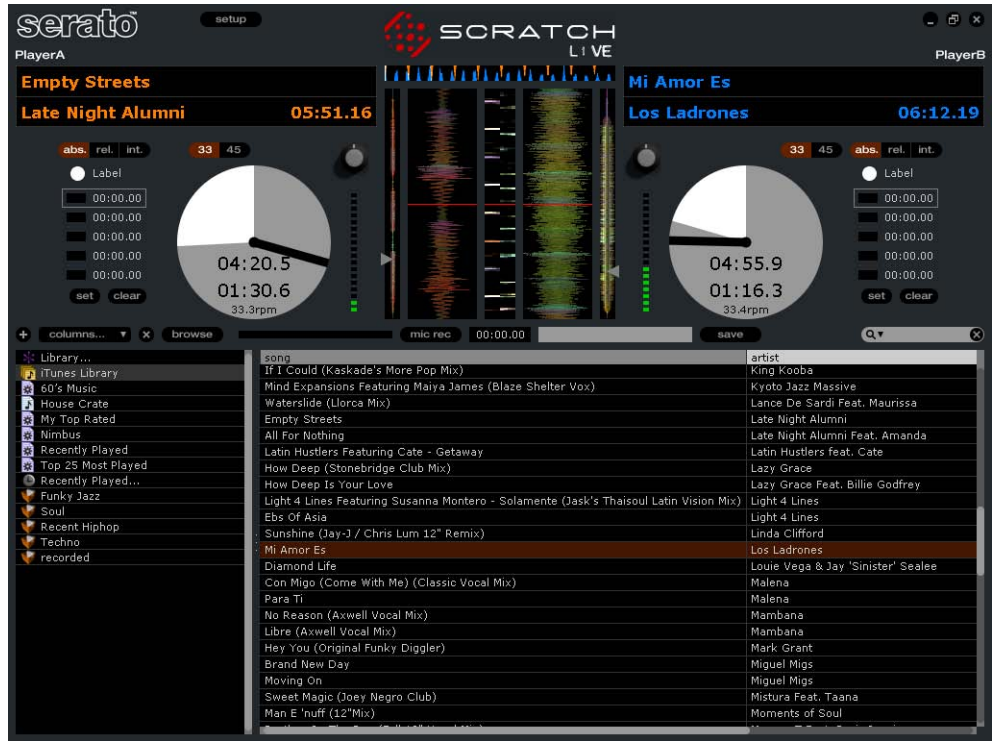 serato™
setup
SCRATCH
LIVE
PlayerA
PlayerB
Empty Streets
Late Night Alumni 05:51.16
Mi Amor Es
Los Ladrones 06:12.19
abs. rel. int. 33 45
Label
00:00.00
00:00.00
00:00.00
00:00.00
00:00.00
set clear
04:20.5
01:30.6
33.3rpm
33 45 abs. rel. int.
Label
00:00.00
00:00.00
00:00.00
00:00.00
00:00.00
set clear
04:55.9
01:16.3
33.4rpm
+ columns... x browse mic rec 00:00.00 save
Library...
iTunes Library
60's Music
House Crate
My Top Rated
Nimbus
Recently Played
Top 25 Most Played
Recently Played...
Funky Jazz
Soul
Recent Hiphop
Techno
recorded
song artist
If I Could (Kaskade's More Pop Mix) King Kooba
Mind Expansions Featuring Maiya James (Blaze Shelter Vox) Kyoto Jazz Massive
Waterslide (Llorca Mix) Lance De Sardi Feat. Maurissa
Empty Streets Late Night Alumni
All For Nothing Late Night Alumni Feat. Amanda
Latin Hustlers Featuring Cate - Getaway Latin Hustlers feat. Cate
How Deep (Stonebridge Club Mix) Lazy Grace
How Deep Is Your Love Lazy Grace Feat. Billie Godfrey
Light 4 Lines Featuring Susanna Montero - Solamente (Jask's Thaisoul Latin Vision Mix) Light 4 Lines
Ebs Of Asia Light 4 Lines
Sunshine (Jay-J / Chris Lum 12" Remix) Linda Clifford
Mi Amor Es Los Ladrones
Diamond Life Louie Vega & Jay 'Sinister' Sealee
Con Migo (Come With Me) (Classic Vocal Mix) Malena
Para Ti Malena
No Reason (Axwell Vocal Mix) Mambana
Libre (Axwell Vocal Mix) Mambana
Hey You (Original Funky Diggler) Mark Grant
Brand New Day Miguel Migs
Moving On Miguel Migs
Sweet Magic (Joey Negro Club) Mistura Feat. Taana
Man E 'nuff (12"Mix) Moments of Soul